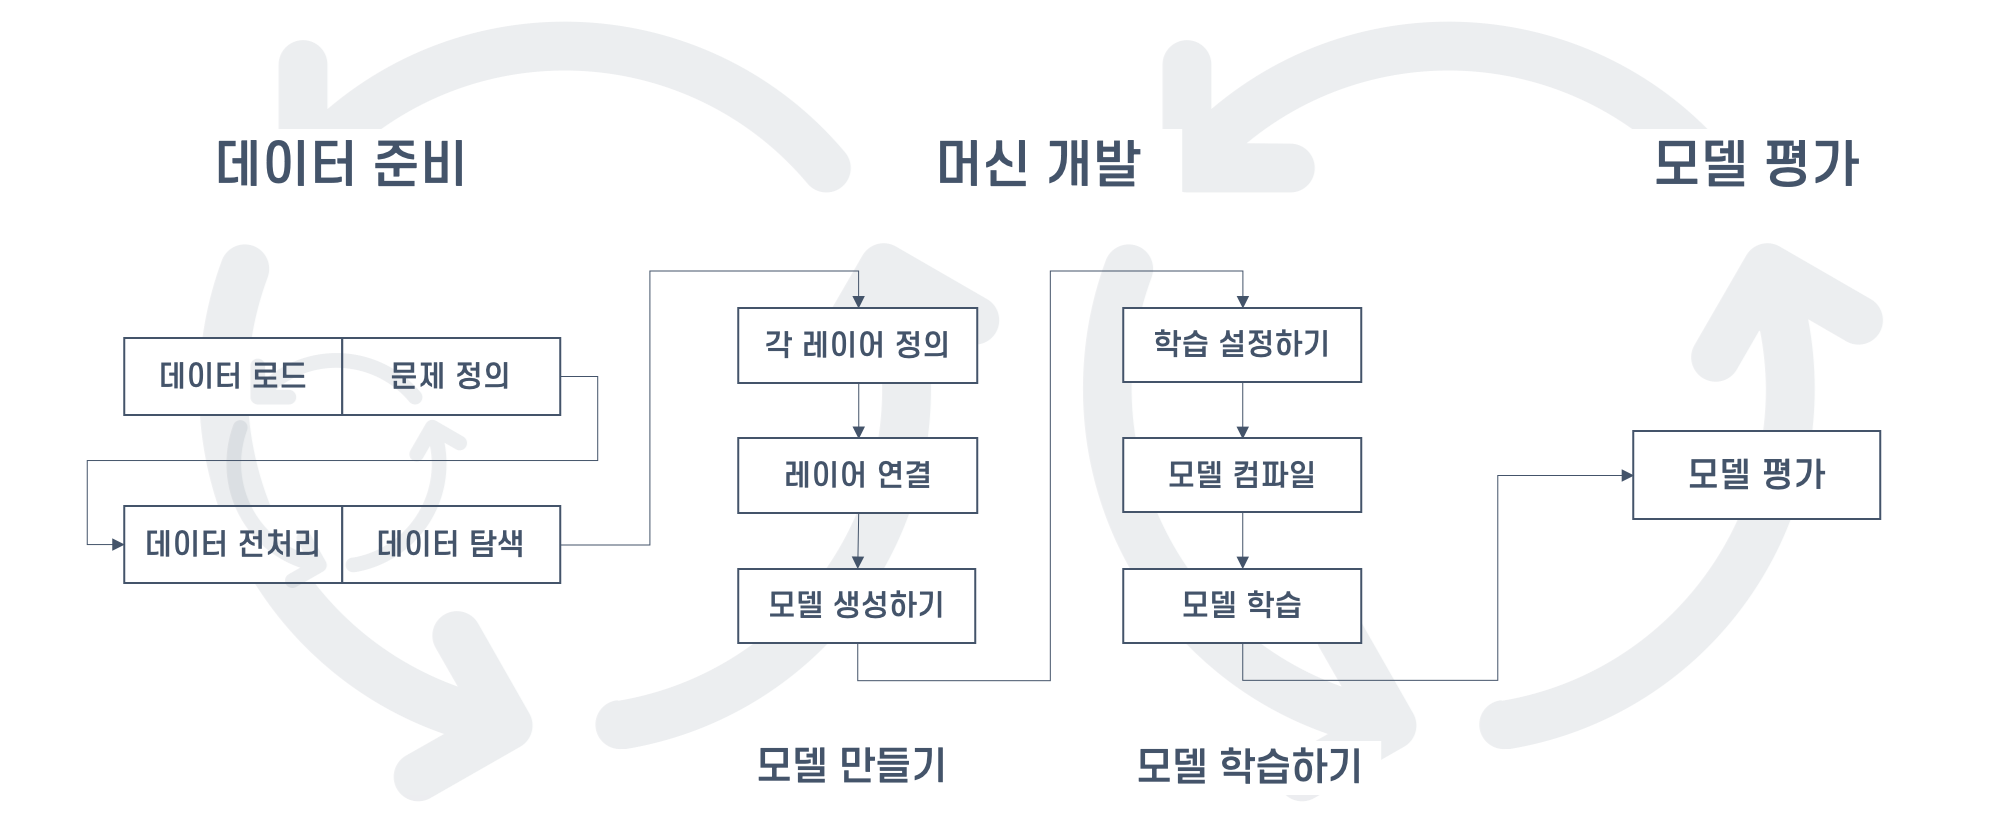 데이터 준비
머신 개발
모델 평가
데이터 로드
문제 정의
데이터 전처리
데이터 탐색
각 레이어 정의
레이어 연결
모델 생성하기
모델 만들기
학습 설정하기
모델 컴파일
모델 학습
모델 학습하기
모델 평가